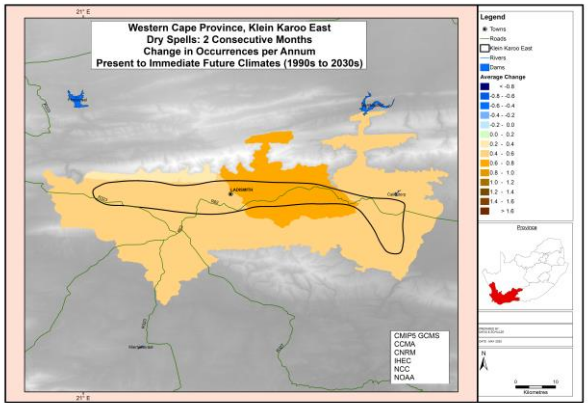 Western Cape Province, Klein Karoo East
Dry Spells: 2 Consecutive Months
Change in Occurrences per Annum
Present to Immediate Future Climates (1990s to 2030s)
21° E
LADISMITH
CMIP5 GCMS
CCMA
CNRM
IHEC
NCC
NOAA
21° E
Legend
Towns
Roads
Klein Karoo East
Rivers
Dams
Average Change
< -0.8
-0.8 - -0.6
-0.6 - -0.4
-0.4 - -0.2
-0.2 - 0.0
0.0 - 0.2
0.2 - 0.4
0.4 - 0.6
0.6 - 0.8
0.8 - 1.0
1.0 - 1.2
1.2 - 1.4
1.4 - 1.6
> 1.6
Province
N
0
10
Kilometres